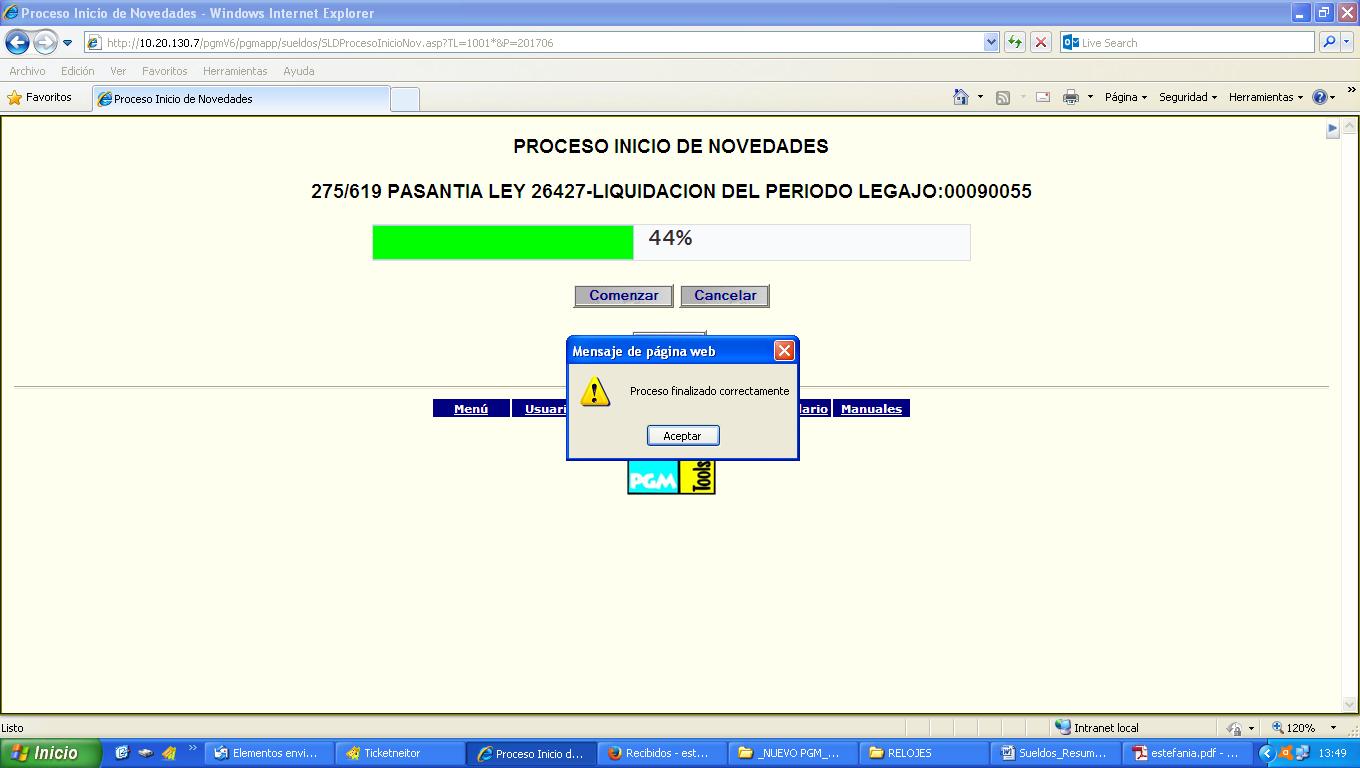 Proceso Inicio de Novedades - Windows Internet Explorer
http://10.20.130.7/pgmV6/pgmapp/sueldos/SLDProcesoInicioNov.asp?TL=1001*&P=201706
Live Search
Archivo Edición Ver Favoritos Herramientas Ayuda
Favoritos Proceso Inicio de Novedades Página Seguridad Herramientas
PROCESO INICIO DE NOVEDADES
275/619 PASANTIA LEY 26427-LIQUIDACION DEL PERIODO LEGAJO:00090055
44%
Comenzar Cancelar
Mensaje de página web
Proceso finalizado correctamente
Aceptar
Menú Usuari lario Manuales
PGM Tools
Listo Intranet local 120%
Inicio Elementos envi... Ticketneitor Proceso Inicio d... Recibidos - est... _NUEVO PGM_... RELOJES Sueldos_Resum... estefania.pdf - ... 13:49